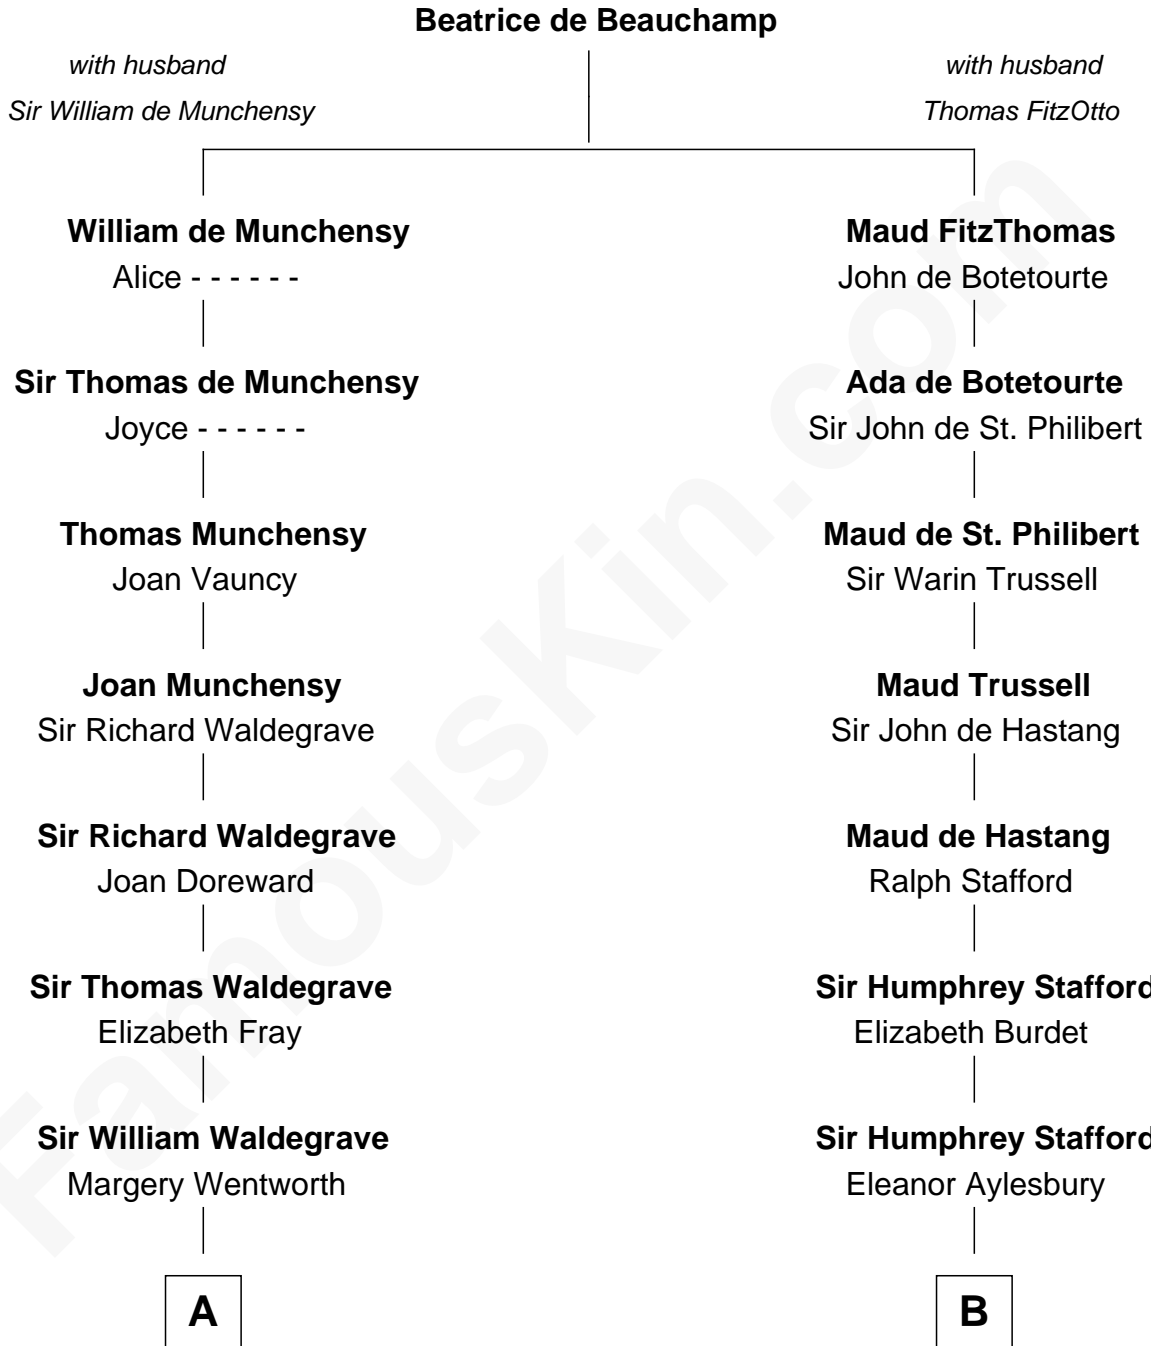 Beatrice de Beauchamp
with husband
Sir William de Munchensy
with husband
Thomas FitzOtto
William de Munchensy
Alice - - - - - -
Maud FitzThomas
John de Botetourte
Sir Thomas de Munchensy
Joyce - - - - - -
Ada de Botetourte
Sir John de St. Philibert
Thomas Munchensy
Joan Vauncy
Maud de St. Philibert
Sir Warin Trussell
Joan Munchensy
Sir Richard Waldegrave
Maud Trussell
Sir John de Hastang
Sir Richard Waldegrave
Joan Doreward
Maud de Hastang
Ralph Stafford
Sir Thomas Waldegrave
Elizabeth Fray
Sir Humphrey Stafford
Elizabeth Burdet
Sir William Waldegrave
Margery Wentworth
Sir Humphrey Stafford
Eleanor Aylesbury
A
B
FamousKin.com